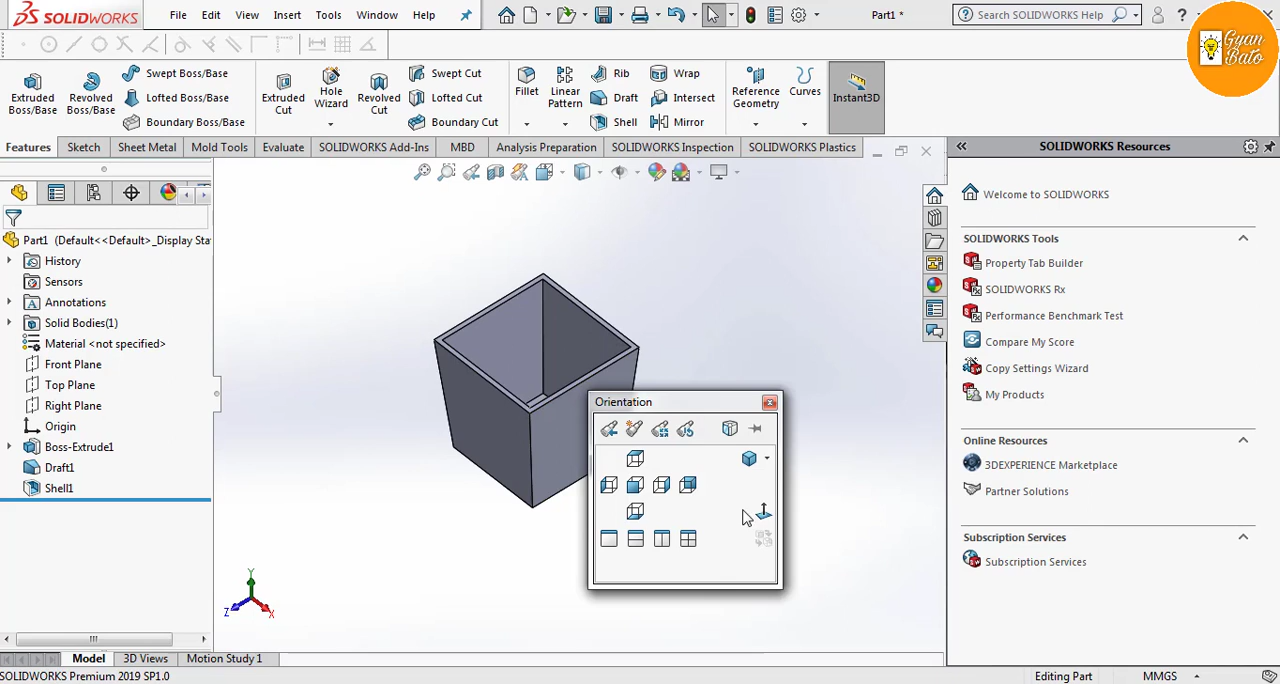 SOLIDWORKS File Edit View Insert Tools Window Help Part1 * Search SOLIDWORKS Help ?
Gyan Bato
Extruded Boss/Base
Revolved Boss/Base
Swept Boss/Base
Lofted Boss/Base
Boundary Boss/Base
Extruded Cut
Hole Wizard
Revolved Cut
Swept Cut
Lofted Cut
Boundary Cut
Fillet
Linear Pattern
Rib
Draft
Shell
Wrap
Intersect
Mirror
Reference Geometry
Curves
Instant3D
Features Sketch Sheet Metal Mold Tools Evaluate SOLIDWORKS Add-Ins MBD Analysis Preparation SOLIDWORKS Inspection SOLIDWORKS Plastics
Part1 (Default<<Default>_Display Sta
History
Sensors
Annotations
Solid Bodies(1)
Material <not specified>
Front Plane
Top Plane
Right Plane
Origin
Boss-Extrude1
Draft1
Shell1
Orientation
Y
Z
X
SOLIDWORKS Resources
Welcome to SOLIDWORKS
SOLIDWORKS Tools
Property Tab Builder
SOLIDWORKS Rx
Performance Benchmark Test
Compare My Score
Copy Settings Wizard
My Products
Online Resources
3DEXPERIENCE Marketplace
Partner Solutions
Subscription Services
Subscription Services
Model 3D Views Motion Study 1
SOLIDWORKS Premium 2019 SP1.0 Editing Part MMGS